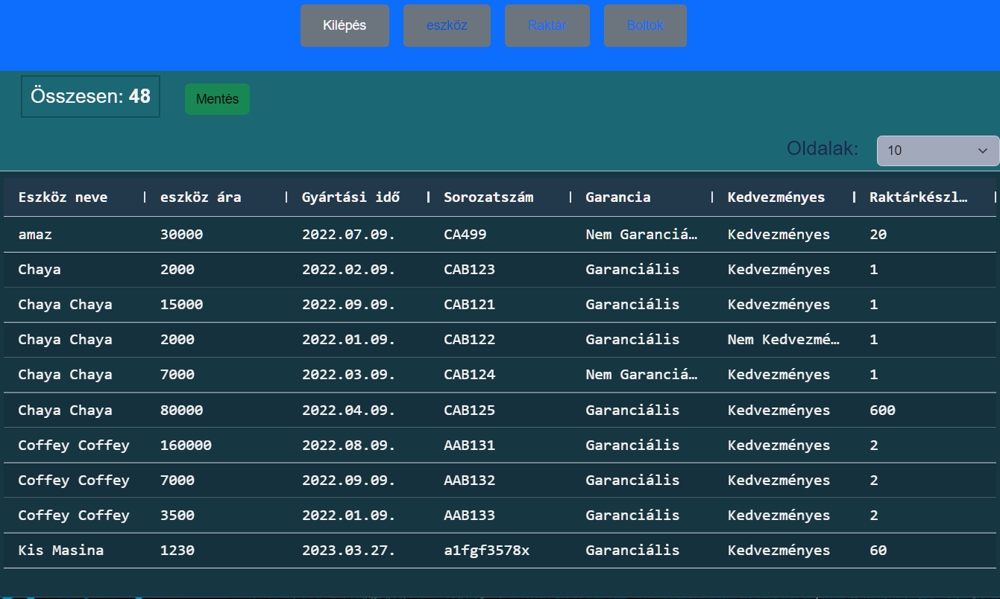 Kilépés eszköz Raktár Boltok
Összesen: 48 Mentés
Oldalak: 10
Eszköz neve eszköz ára Gyártási idő Sorozatszám Garancia Kedvezményes Raktárkészl…
amaz 30000 2022.07.09. CA499 Nem Garanciá… Kedvezményes 20
Chaya 2000 2022.02.09. CAB123 Garanciális Kedvezményes 1
Chaya Chaya 15000 2022.09.09. CAB121 Garanciális Kedvezményes 1
Chaya Chaya 2000 2022.01.09. CAB122 Garanciális Nem Kedvezmé… 1
Chaya Chaya 7000 2022.03.09. CAB124 Nem Garanciá… Kedvezményes 1
Chaya Chaya 80000 2022.04.09. CAB125 Garanciális Kedvezményes 600
Coffey Coffey 160000 2022.08.09. AAB131 Garanciális Kedvezményes 2
Coffey Coffey 7000 2022.09.09. AAB132 Garanciális Kedvezményes 2
Coffey Coffey 3500 2022.01.09. AAB133 Garanciális Kedvezményes 2
Kis Masina 1230 2023.03.27. a1fgf3578x Garanciális Kedvezményes 60